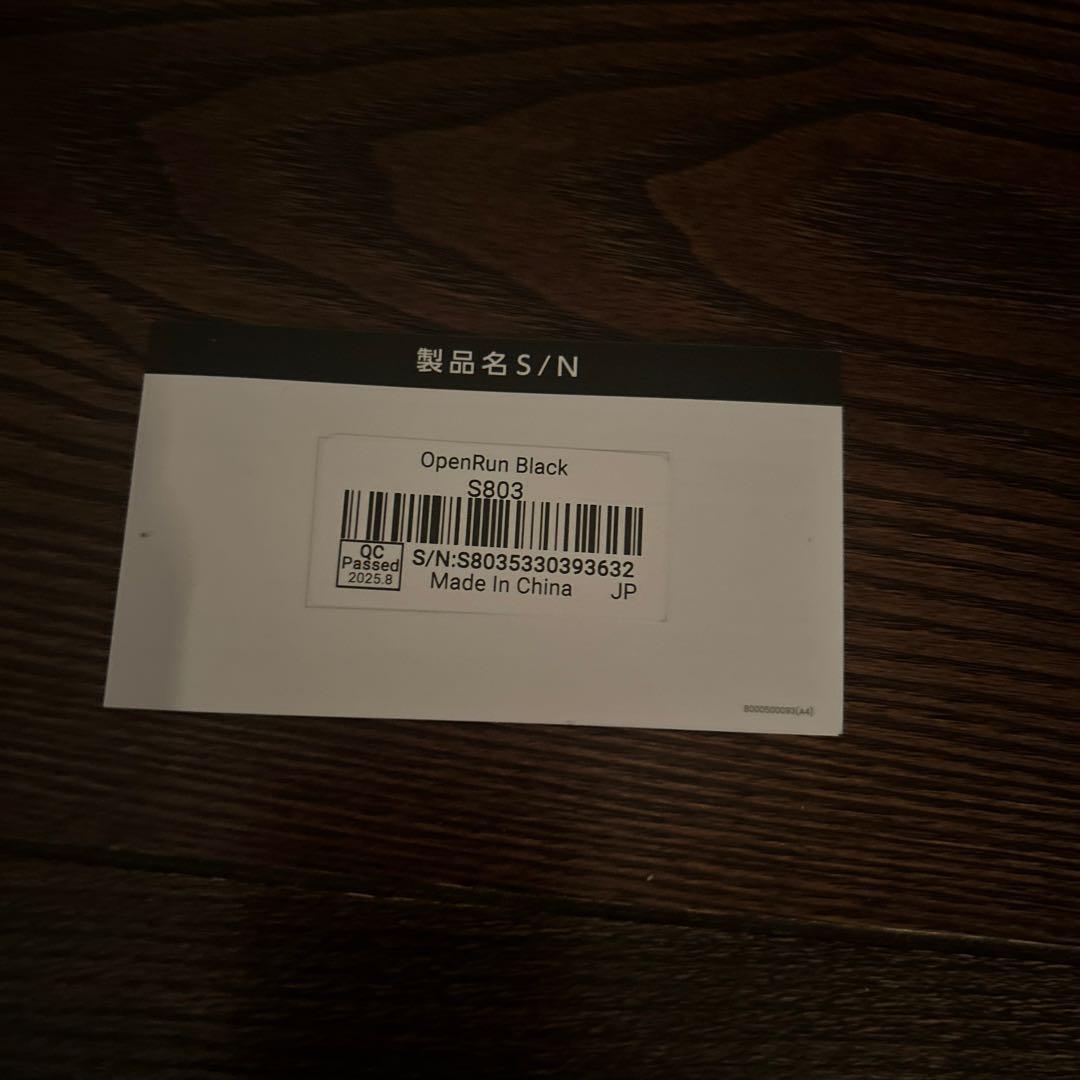 製品名S/N
OpenRun Black
S803
QC
Passed
2025.8
S/N:S8035330393632
Made In China
JP
8000500093(A4)